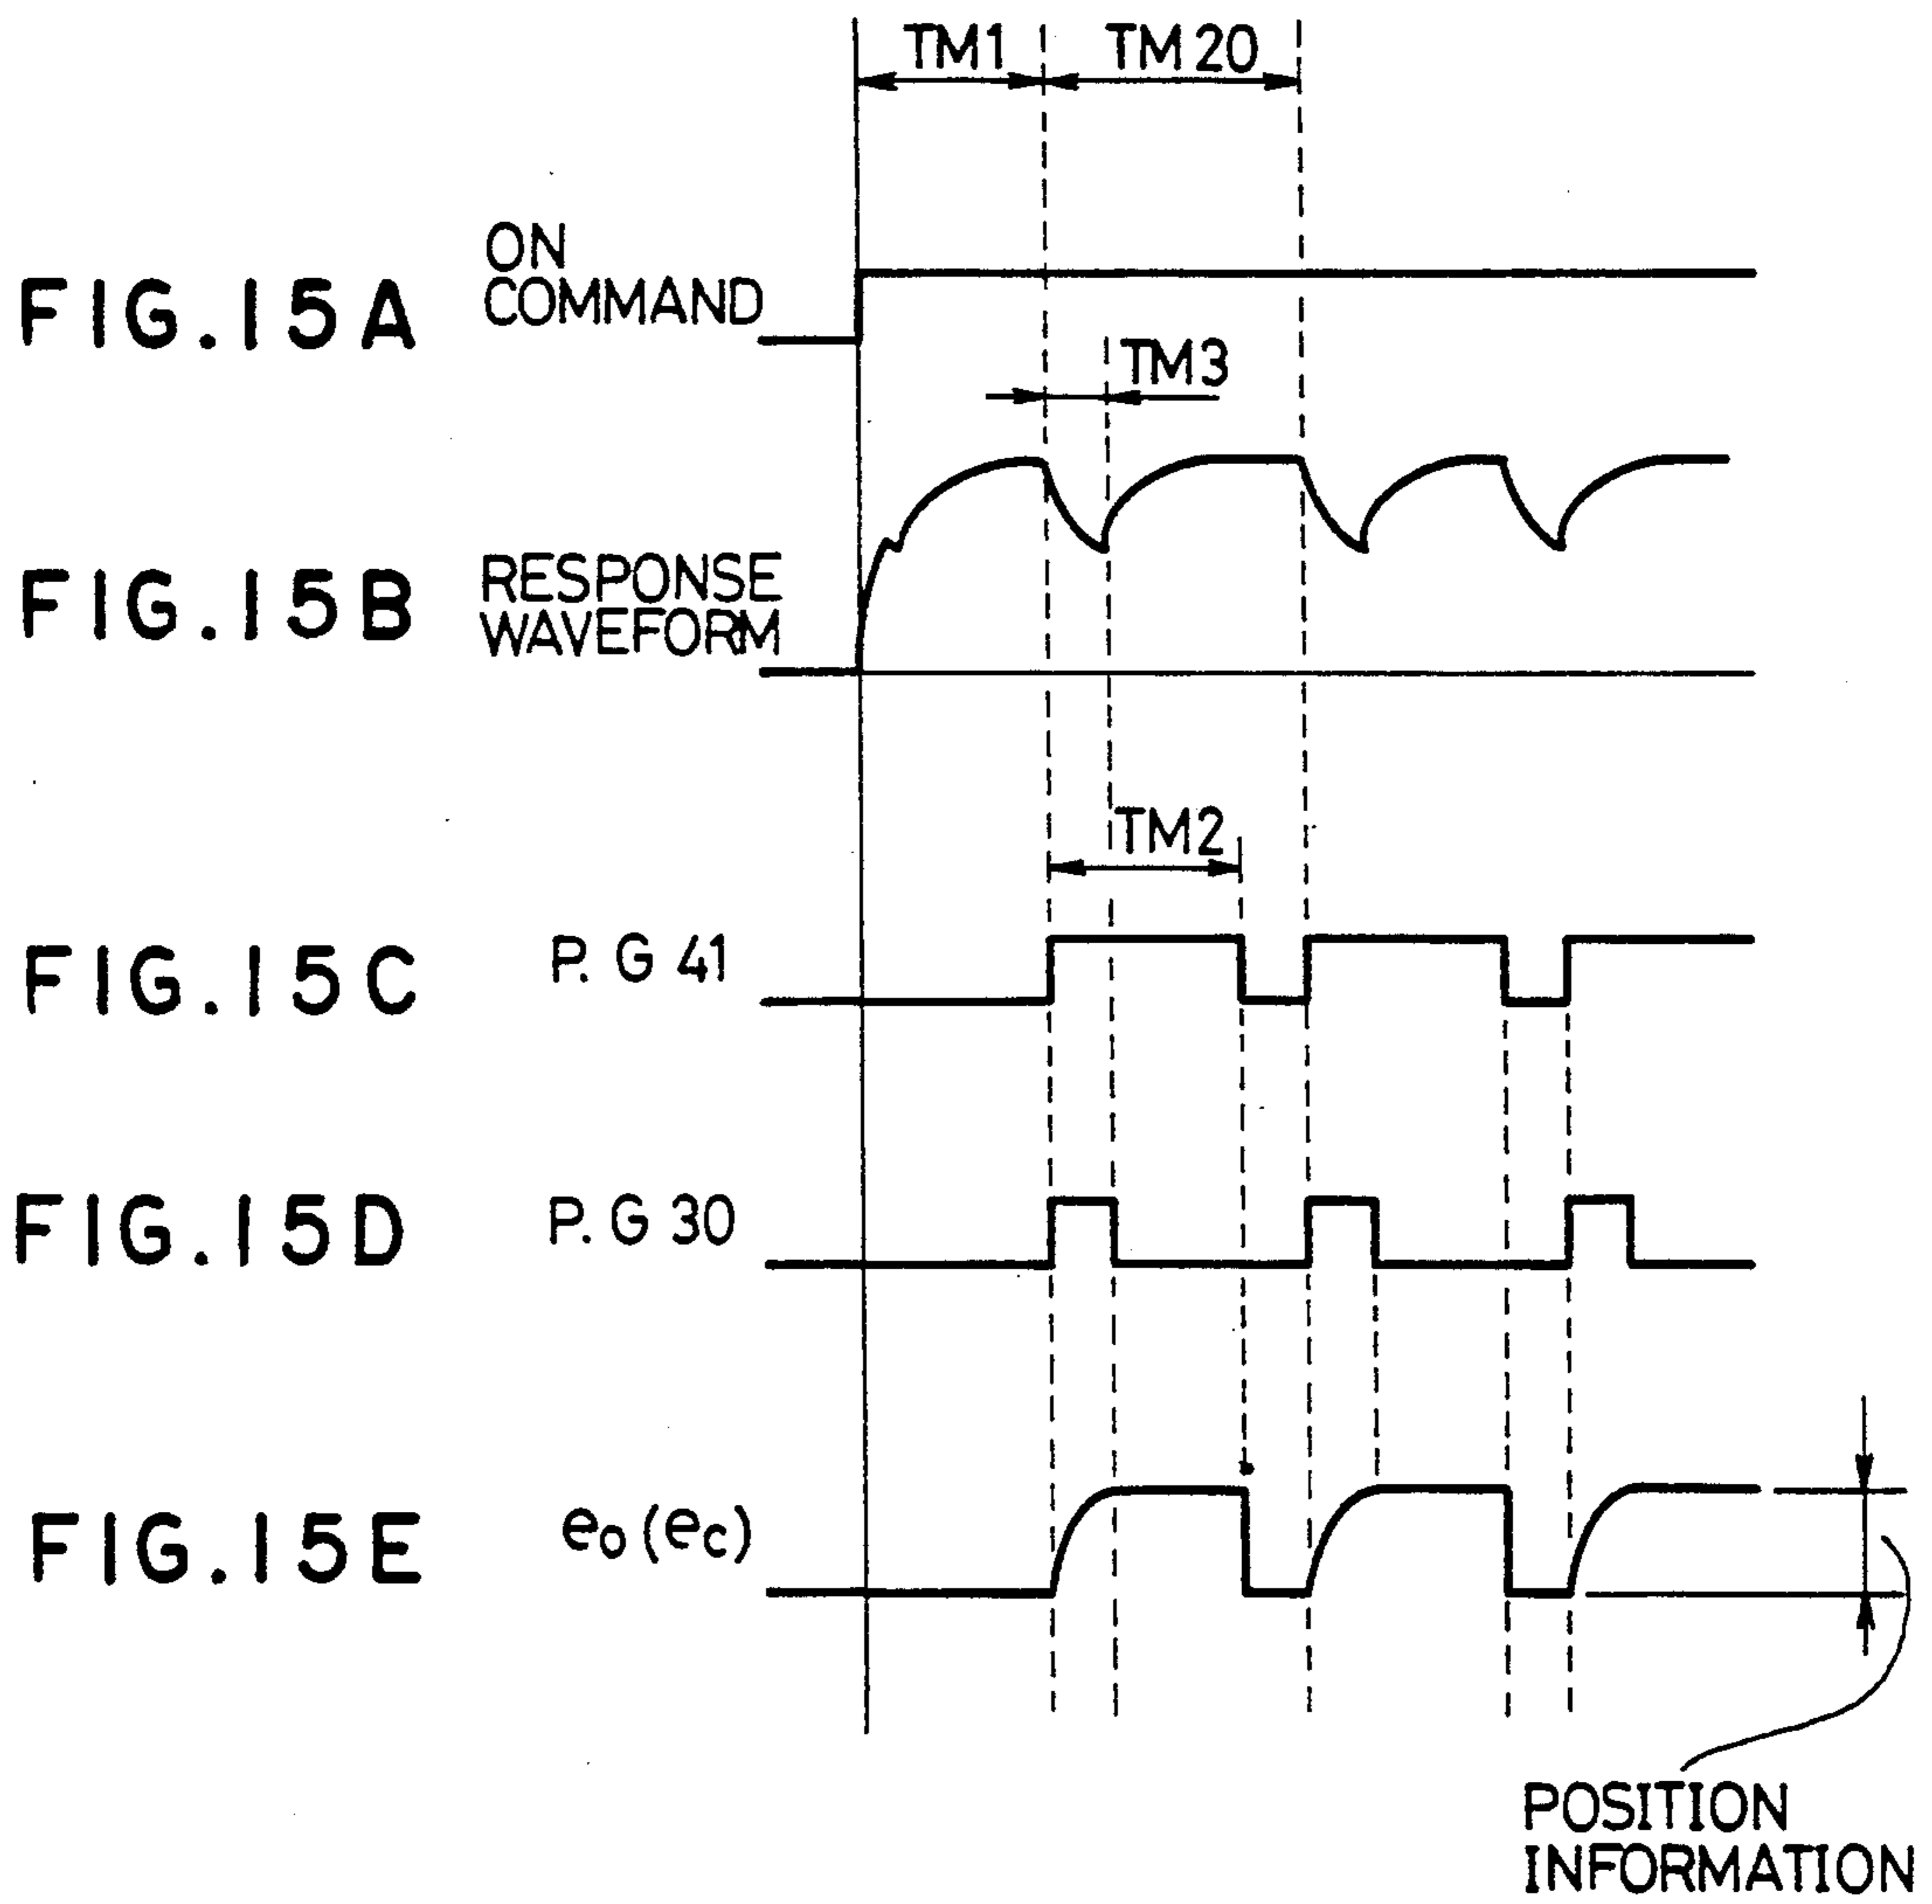 TM1 TM20
FIG.15A ON
COMMAND
TM3
FIG.15B RESPONSE
WAVEFORM
TM2
FIG.15C P.G 41
FIG.15D P.G 30
FIG.15E eo(ec)
POSITION
INFORMATION